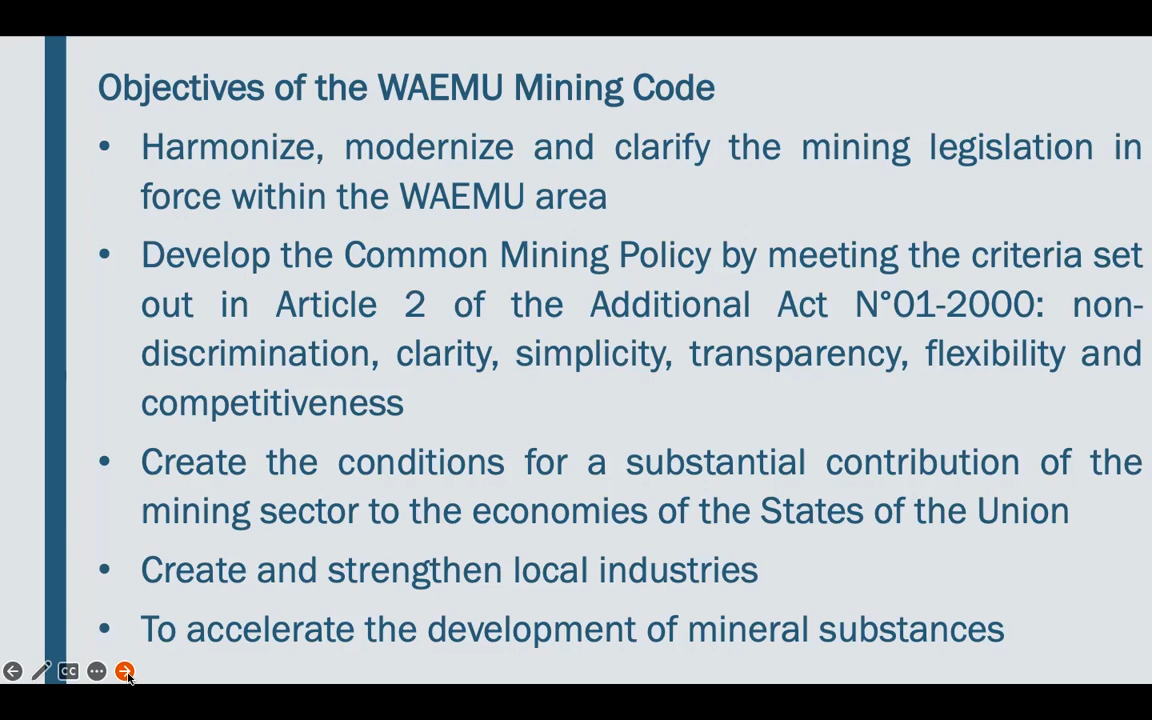 Objectives of the WAEMU Mining Code
• Harmonize, modernize and clarify the mining legislation in
force within the WAEMU area
• Develop the Common Mining Policy by meeting the criteria set
out in Article 2 of the Additional Act N°01-2000: non-
discrimination, clarity, simplicity, transparency, flexibility and
competitiveness
• Create the conditions for a substantial contribution of the
mining sector to the economies of the States of the Union
• Create and strengthen local industries
• To accelerate the development of mineral substances
CC